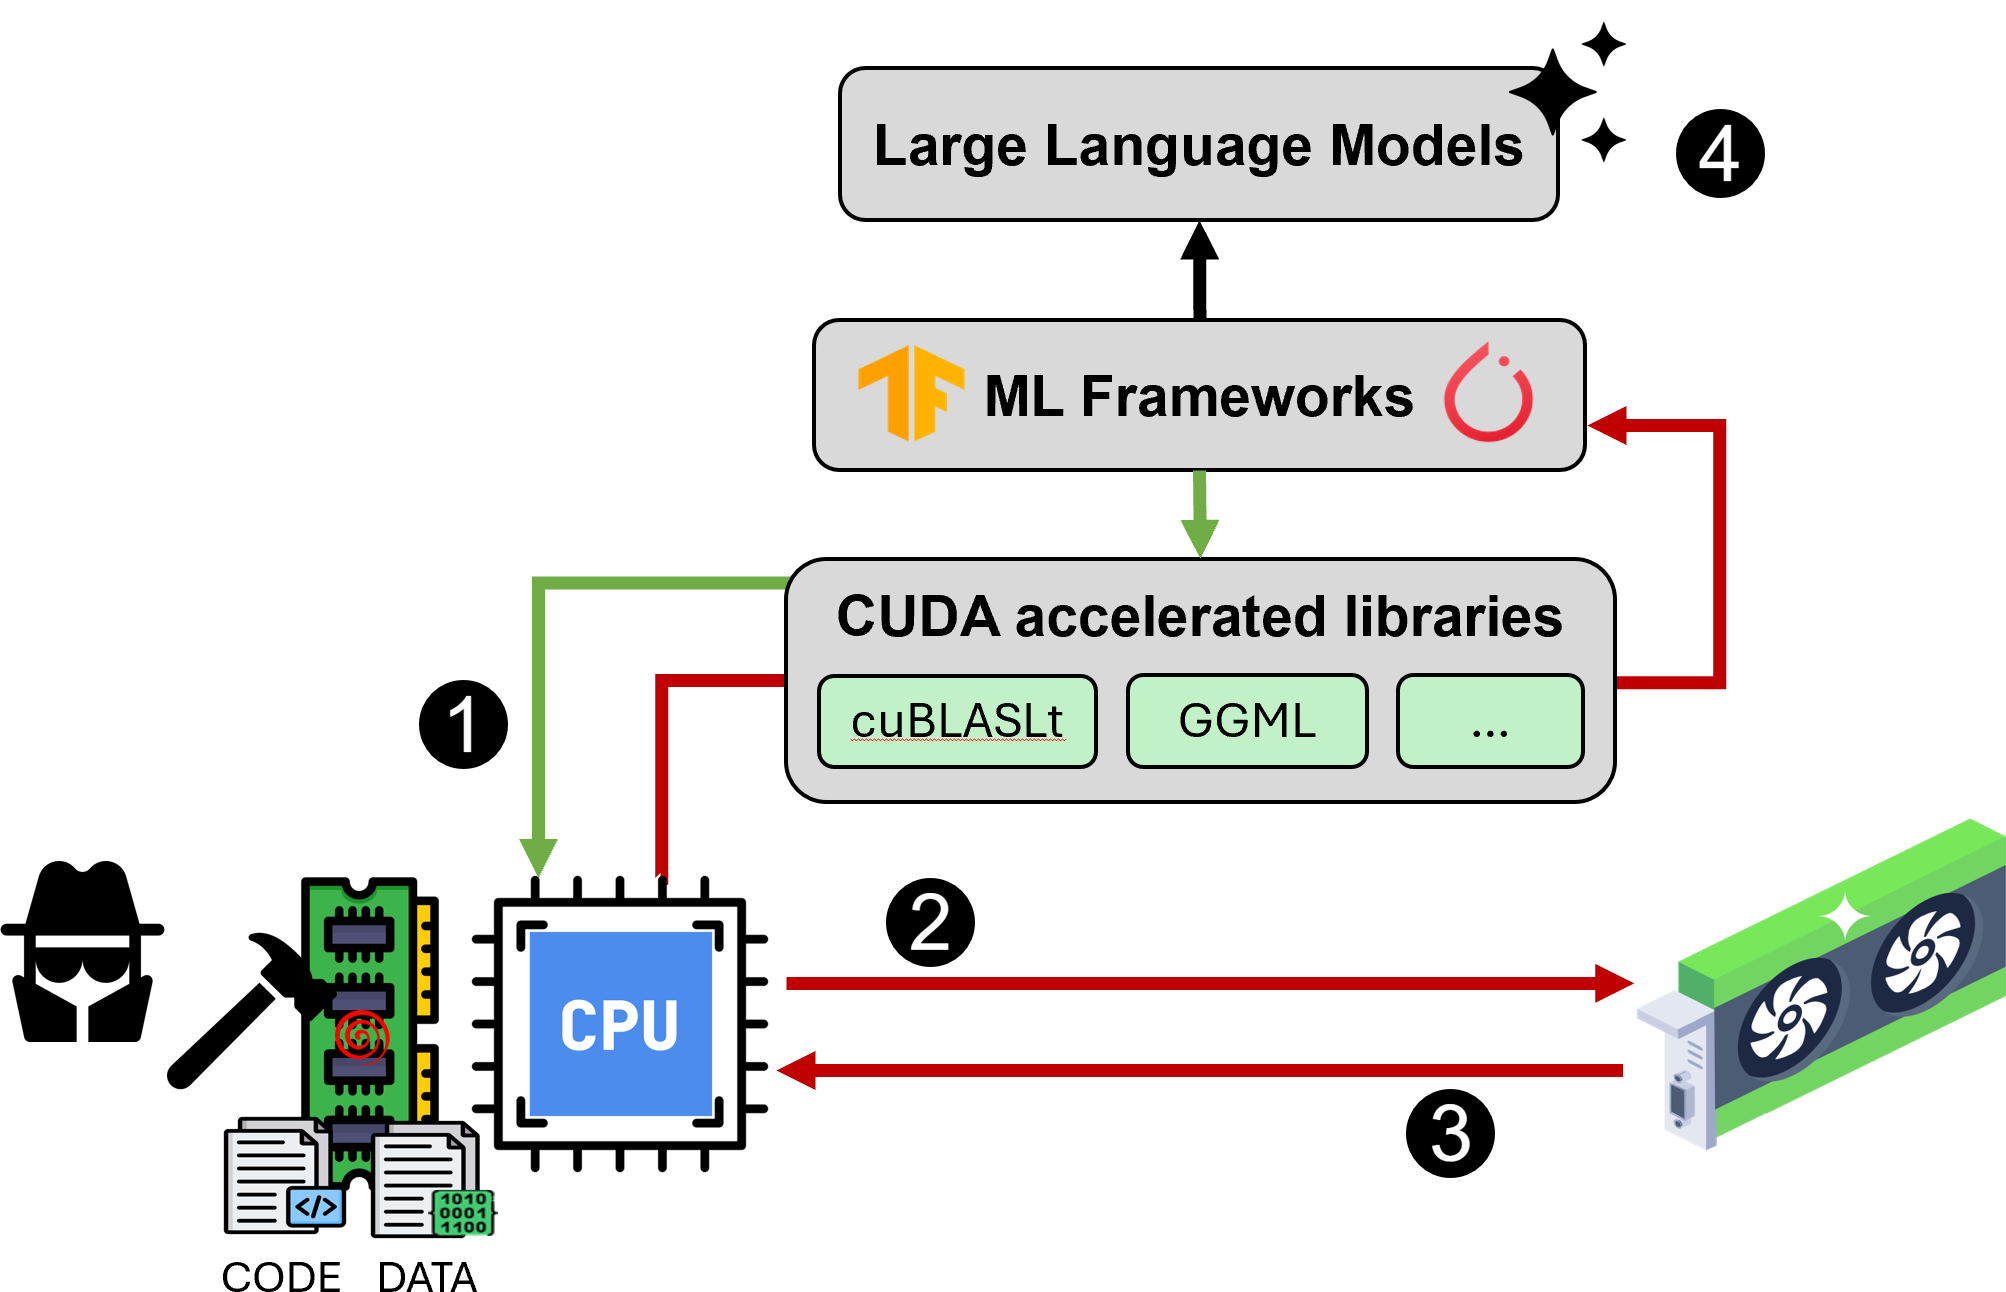 Large Language Models
4
ML Frameworks
CUDA accelerated libraries
cuBLASLt
GGML
...
1
2
CPU
3
</>
1010
0001
1100
CODE
DATA